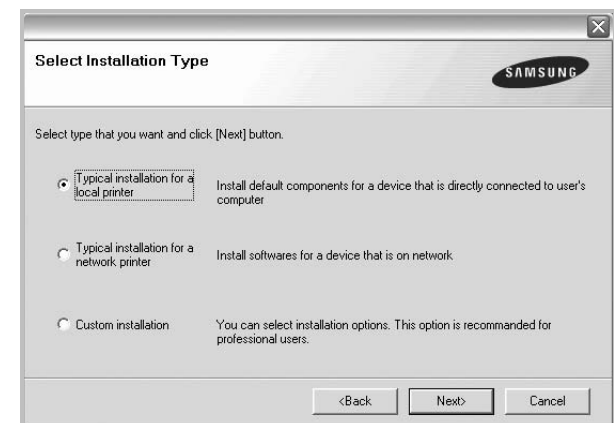 Select Installation Type
SAMSUNG
Select type that you want and click [Next] button.
Typical installation for a
local printer
Install default components for a device that is directly connected to user's
computer
Typical installation for a
network printer
Install softwares for a device that is on network
Custom installation
You can select installation options. This option is recommanded for
professional users.
<Back
Next>
Cancel